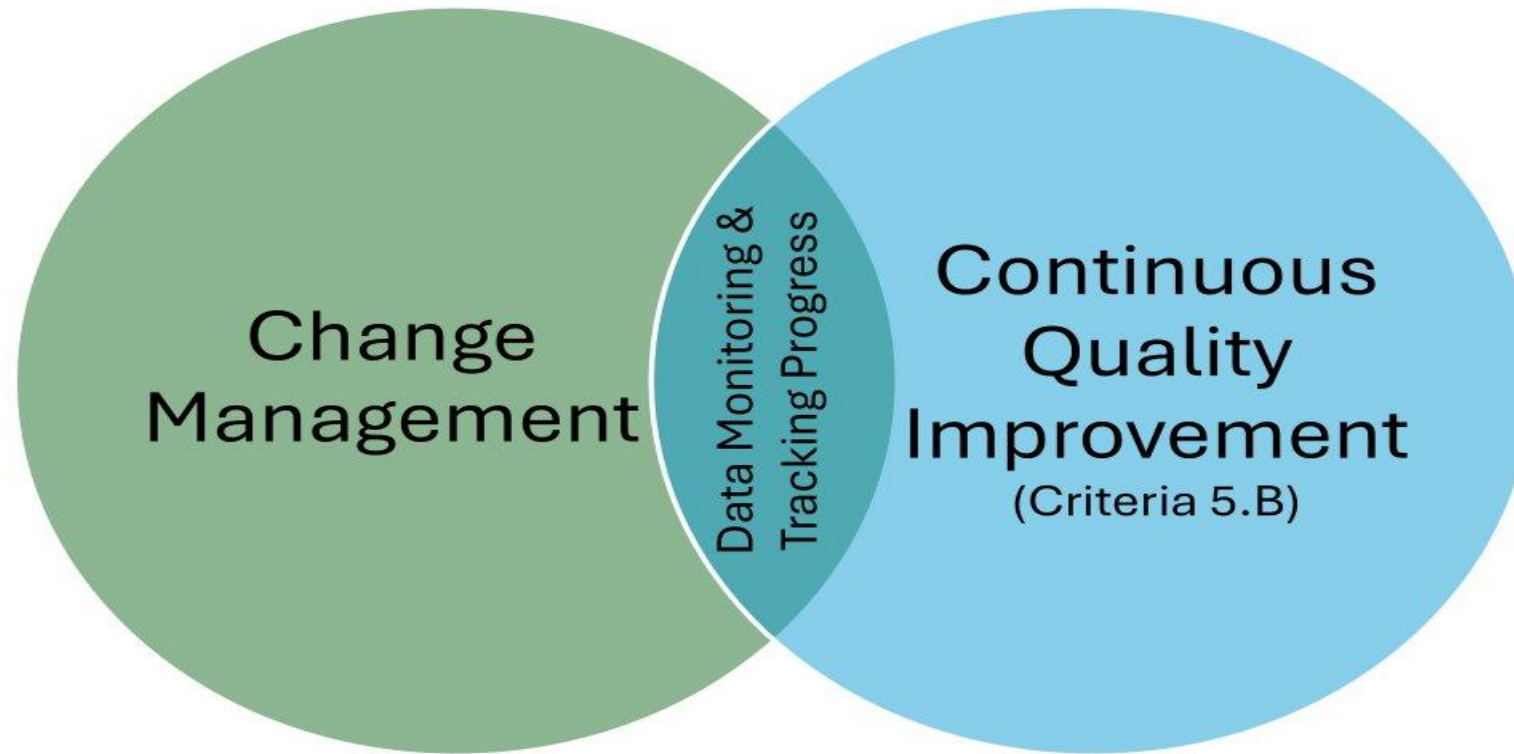 Change
Management
Data Monitoring &
Tracking Progress
Continuous
Quality
Improvement
(Criteria 5.B)